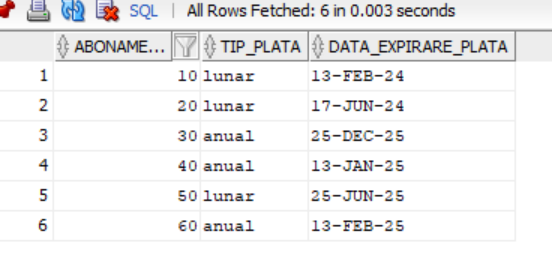 SQL | All Rows Fetched: 6 in 0.003 seconds
ABONAME... TIP_PLATA DATA_EXPIRARE_PLATA
1 10 lunar 13-FEB-24
2 20 lunar 17-JUN-24
3 30 anual 25-DEC-25
4 40 anual 13-JAN-25
5 50 lunar 25-JUN-25
6 60 anual 13-FEB-25